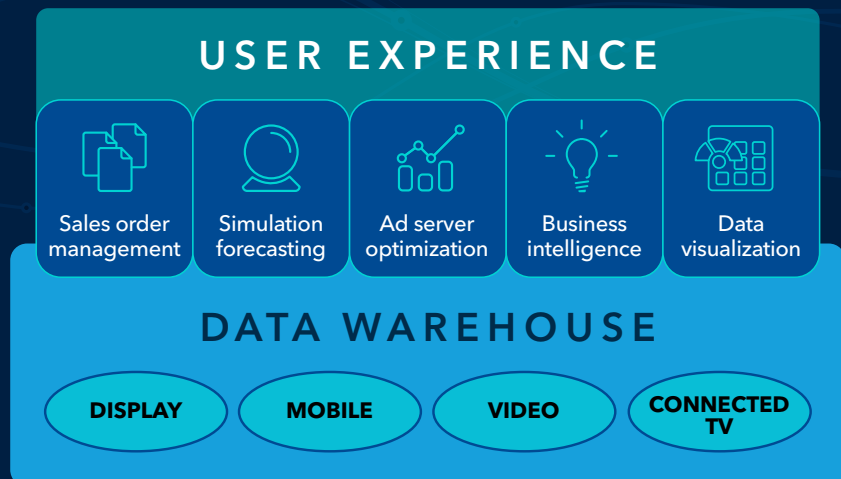 USER EXPERIENCE
Sales order
management
Simulation
forecasting
Ad server
optimization
Business
intelligence
Data
visualization
DATA WAREHOUSE
DISPLAY
MOBILE
VIDEO
CONNECTED
TV